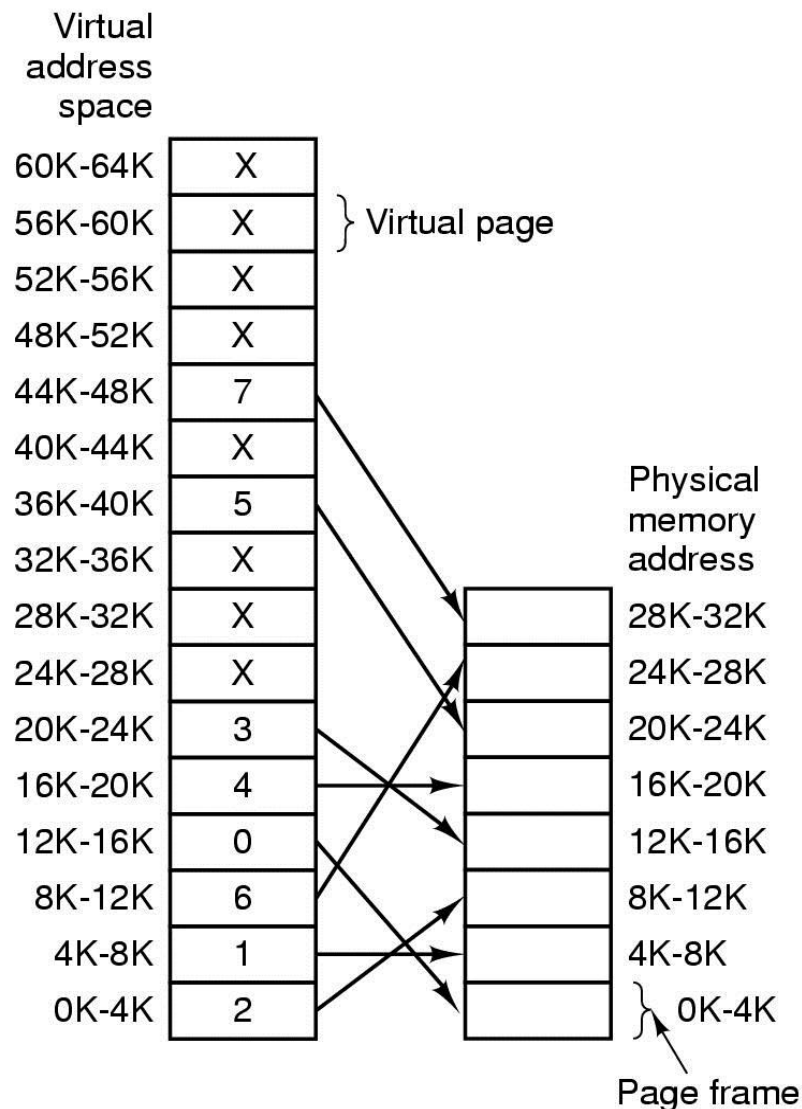 Virtual
address
space
60K-64K X
56K-60K X Virtual page
52K-56K X
48K-52K X
44K-48K 7
40K-44K X
36K-40K 5
32K-36K X
28K-32K X
24K-28K X
20K-24K 3
16K-20K 4
12K-16K 0
8K-12K 6
4K-8K 1
0K-4K 2
Physical
memory
address
28K-32K
24K-28K
20K-24K
16K-20K
12K-16K
8K-12K
4K-8K
0K-4K
Page frame